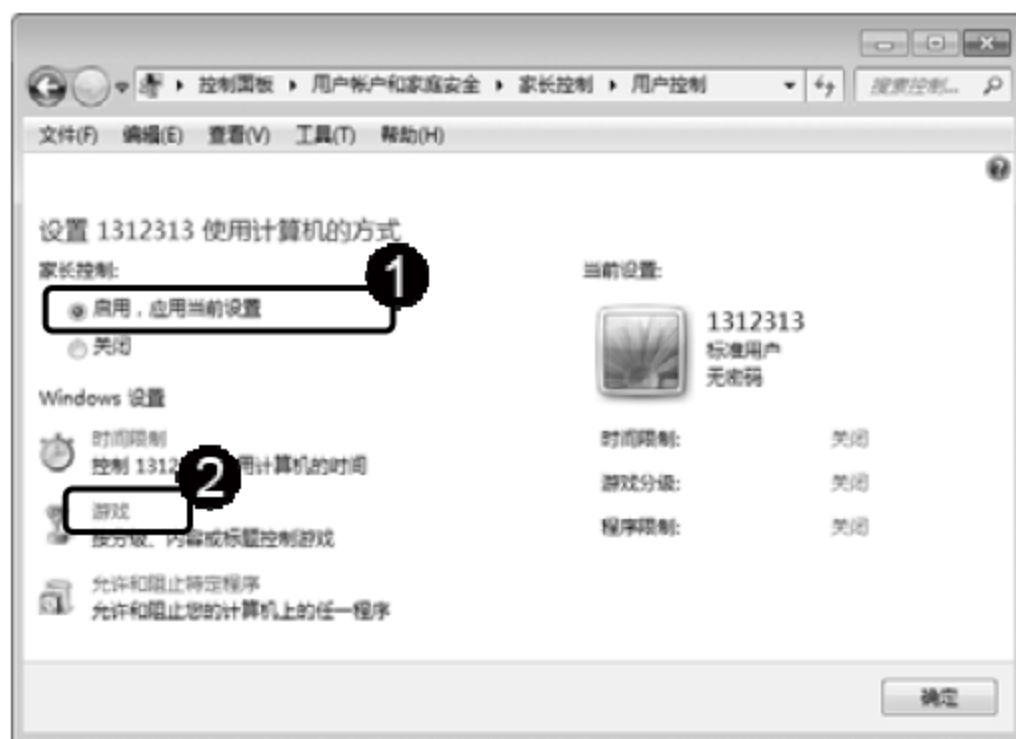 控制面板 ▸ 用户帐户和家庭安全 ▸ 家长控制 ▸ 用户控制
搜索控制...
文件(F) 编辑(E) 查看(V) 工具(T) 帮助(H)
设置 1312313 使用计算机的方式
家长控制:
1
启用，应用当前设置
关闭
Windows 设置
时间限制
控制 1312 用计算机的时间
2
游戏
按分级、内容或标题控制游戏
允许和阻止特定程序
允许和阻止您的计算机上的任一程序
当前设置:
1312313
标准用户
无密码
时间限制: 关闭
游戏分级: 关闭
程序限制: 关闭
确定